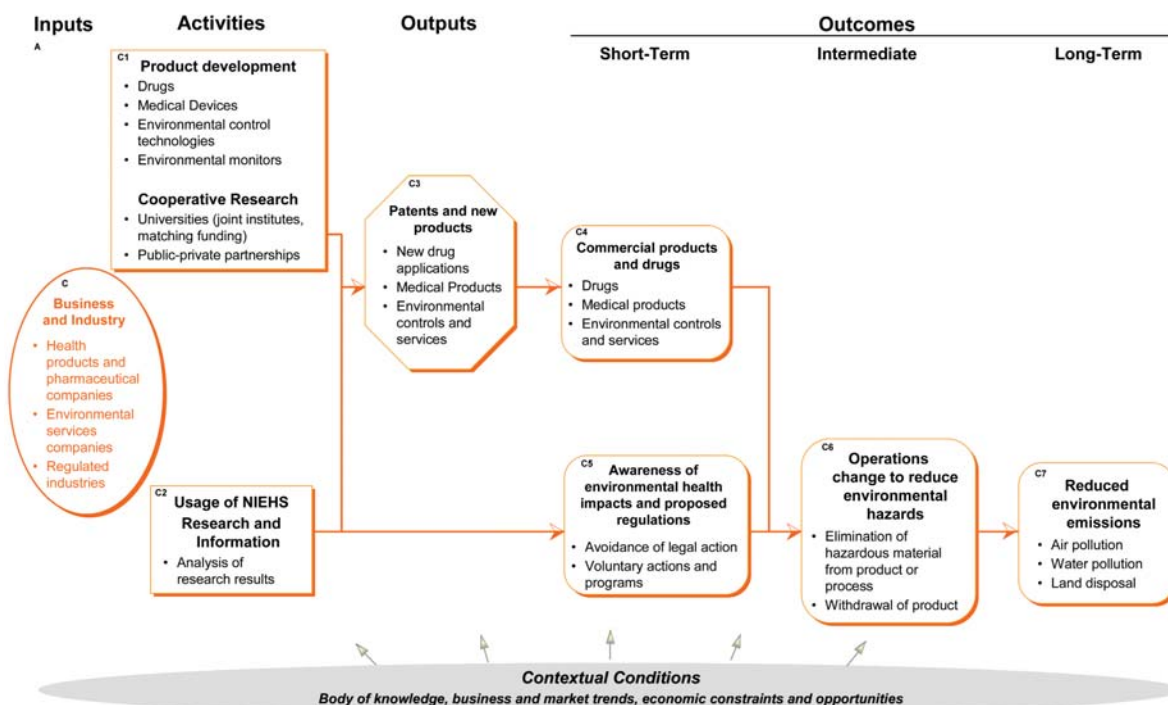 Inputs
Activities
Outputs
Outcomes
Short-Term
Intermediate
Long-Term
A
C1
Product development
• Drugs
• Medical Devices
• Environmental control
technologies
• Environmental monitors
Cooperative Research
• Universities (joint institutes,
matching funding)
• Public-private partnerships
C
Business
and Industry
• Health
products and
pharmaceutical
companies
• Environmental
services
companies
• Regulated
industries
C2
Usage of NIEHS
Research and
Information
• Analysis of
research results
C3
Patents and new
products
• New drug
applications
• Medical Products
• Environmental
controls and
services
C4
Commercial products
and drugs
• Drugs
• Medical products
• Environmental controls
and services
C5
Awareness of
environmental health
impacts and proposed
regulations
• Avoidance of legal action
• Voluntary actions and
programs
C6
Operations
change to reduce
environmental
hazards
• Elimination of
hazardous material
from product or
process
• Withdrawal of product
C7
Reduced
environmental
emissions
• Air pollution
• Water pollution
• Land disposal
Contextual Conditions
Body of knowledge, business and market trends, economic constraints and opportunities